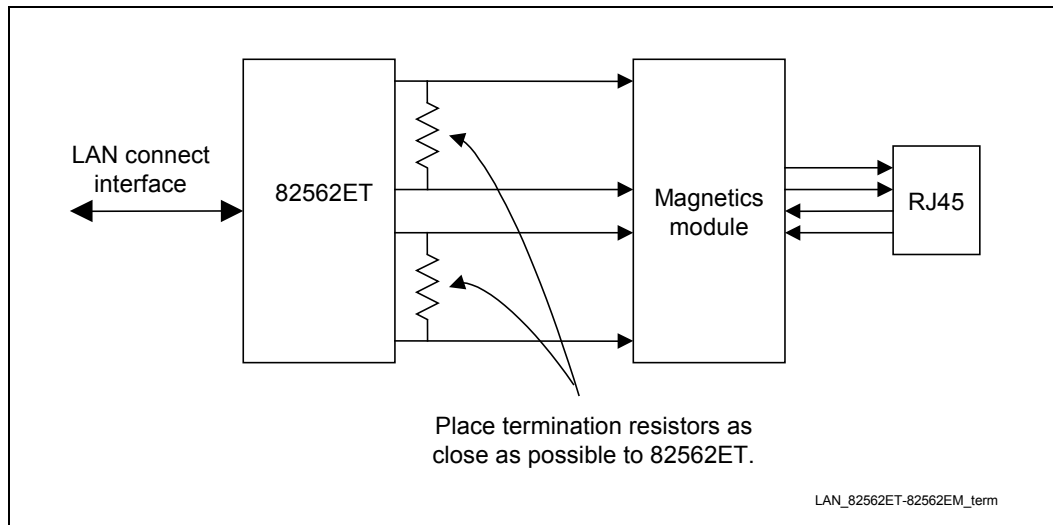 LAN connect
interface
82562ET
Magnetics
module
RJ45
Place termination resistors as
close as possible to 82562ET.
LAN_82562ET-82562EM_term